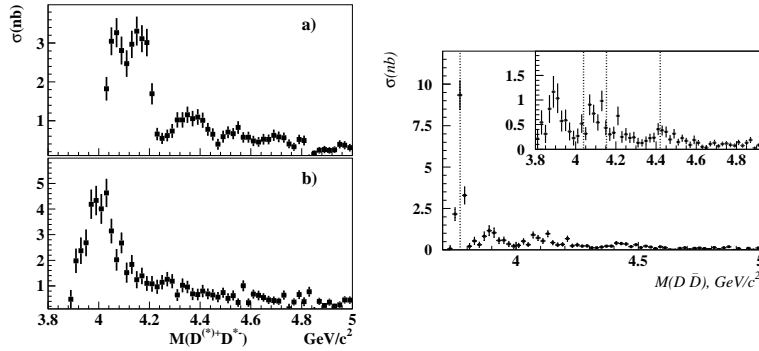 σ(nb)
a)
3
2
1
b)
5
4
3
2
1
3.8 4 4.2 4.4 4.6 4.8 5
M(D(*)+D*-) GeV/c2
σ(nb)
10
7.5
5
2.5
0
1.5
1
0.5
0
3.8 4 4.2 4.4 4.6 4.8
4 4.5 5
M(D D̄), GeV/c2